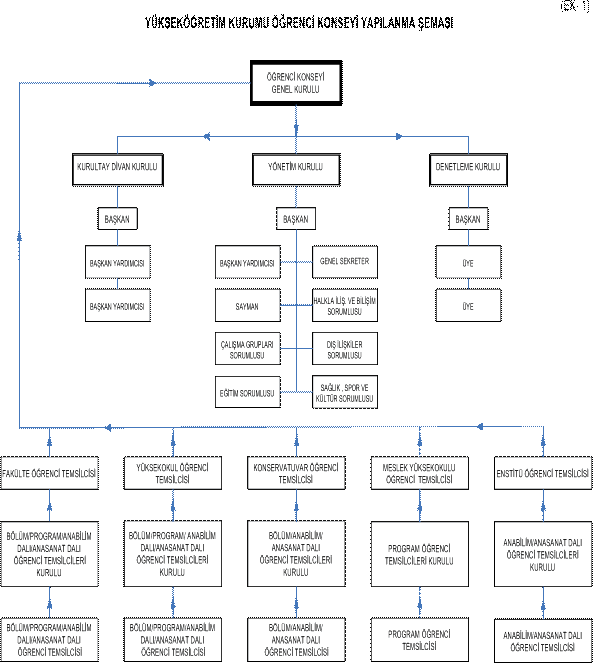 (EK- 1)
YÜKSEKÖĞRETİM KURUMU ÖĞRENCİ KONSEYİ YAPILANMA ŞEMASI
ÖĞRENCİ KONSEYİ
GENEL KURULU
KURULTAY DİVAN KURULU
YÖNETİM KURULU
DENETLEME KURULU
BAŞKAN
BAŞKAN
BAŞKAN
BAŞKAN YARDIMCISI
BAŞKAN YARDIMCISI
GENEL SEKRETER
ÜYE
BAŞKAN YARDIMCISI
SAYMAN
HALKLA İLİŞ. VE BİLİŞİM
SORUMLUSU
ÜYE
ÇALIŞMA GRUPLARI
SORUMLUSU
DIŞ İLİŞKİLER
SORUMLUSU
EĞİTİM SORUMLUSU
SAĞLIK , SPOR VE
KÜLTÜR SORUMLUSU
FAKÜLTE ÖĞRENCİ TEMSİLCİSİ
YÜKSEKOKUL ÖĞRENCİ
TEMSİLCİSİ
KONSERVATUVAR ÖĞRENCİ
TEMSİLCİSİ
MESLEK YÜKSEKOKULU
ÖĞRENCİ TEMSİLCİSİ
ENSTİTÜ ÖĞRENCİ TEMSİLCİSİ
BÖLÜM/PROGRAM/ANABİLİM
DALI/ANASANAT DALI
ÖĞRENCİ TEMSİLCİLERİ
KURULU
BÖLÜM/PROGRAM/ ANABİLİM
DALI/ANASANAT DALI
ÖĞRENCİ TEMSİLCİLERİ
KURULU
BÖLÜM/ANABİLİM/
ANASANAT DALI
ÖĞRENCİ TEMSİLCİLERİ
KURULU
PROGRAM ÖĞRENCİ
TEMSİLCİLERİ KURULU
ANABİLİM/ANASANAT DALI
ÖĞRENCİ TEMSİLCİLERİ
KURULU
BÖLÜM/PROGRAM/ANABİLİM
DALI/ANASANAT DALI
ÖĞRENCİ TEMSİLCİSİ
BÖLÜM/PROGRAM/ANABİLİM
DALI/ANASANAT DALI
ÖĞRENCİ TEMSİLCİSİ
BÖLÜM/ANABİLİM/
ANASANAT DALI
ÖĞRENCİ TEMSİLCİSİ
PROGRAM ÖĞRENCİ
TEMSİLCİSİ
ANABİLİM/ANASANAT DALI
ÖĞRENCİ TEMSİLCİSİ